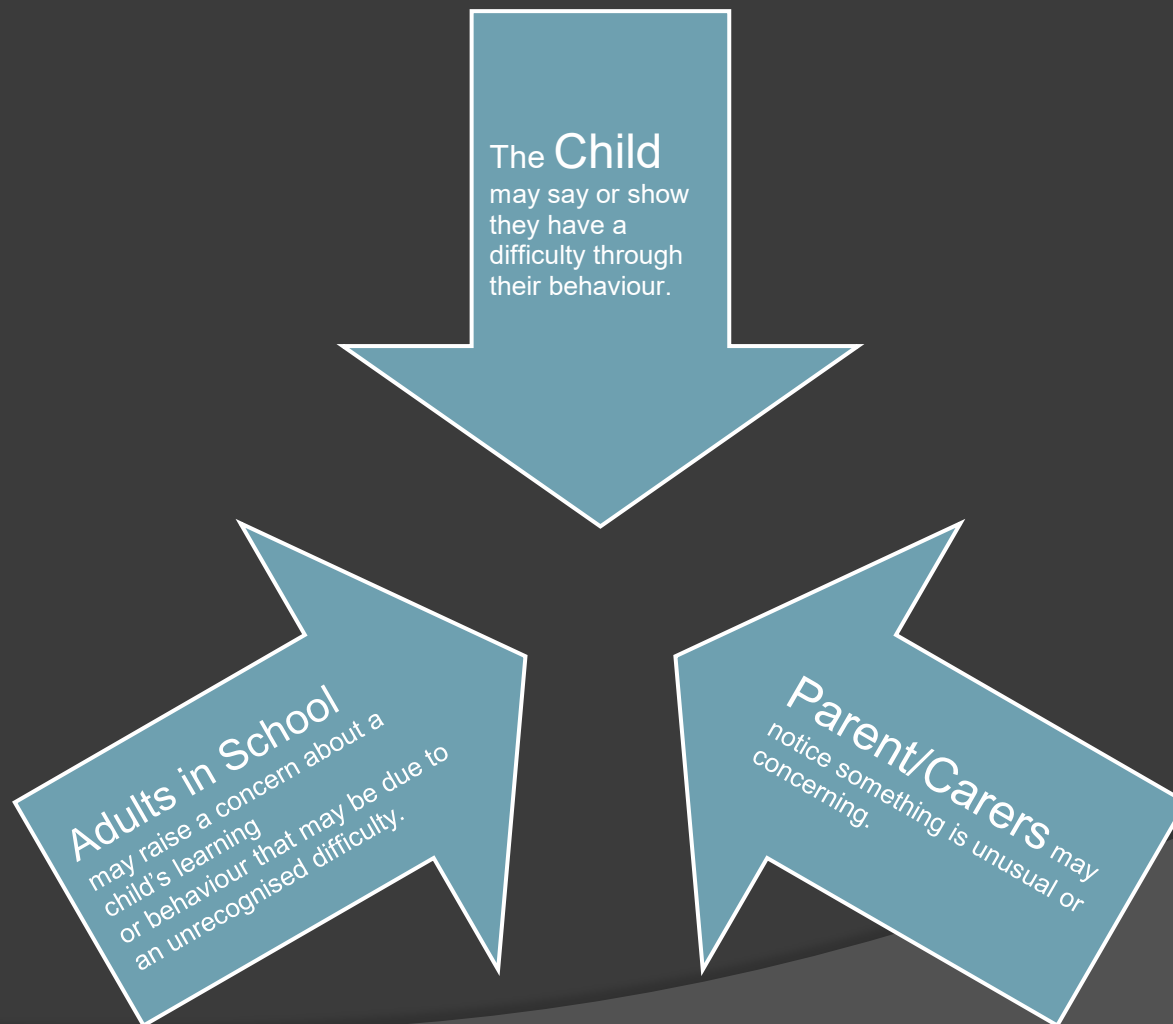 The Child
may say or show
they have a
difficulty through
their behaviour.
Adults in School
may raise a concern about a
child’s learning
or behaviour that may be due to
an unrecognised difficulty.
Parent/Carers may
notice something is unusual or
concerning.